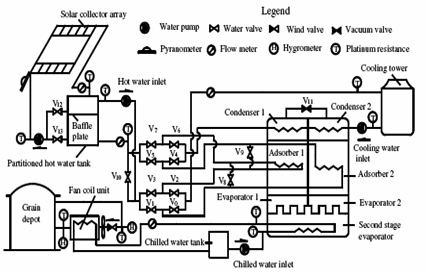 Legend
Solar collector array
Water pump Water valve Wind valve Vacuum valve
Pyranometer Flow meter Hygrometer Platinum resistance
Cooling tower
Hot water inlet
Condenser 1 V11 Condenser 2
V12
Baffle plate
V13
V7 V6
V5 V4
Partitioned hot water tank
V9
Adsorber 1
Cooling water inlet
Adsorber 2
V10
V3 V2
V8
V1 V0
Fan coil unit
Grain depot
Evaporator 1
Evaporator 2
Second stage evaporator
Chilled water tank
Chilled water inlet
T
H